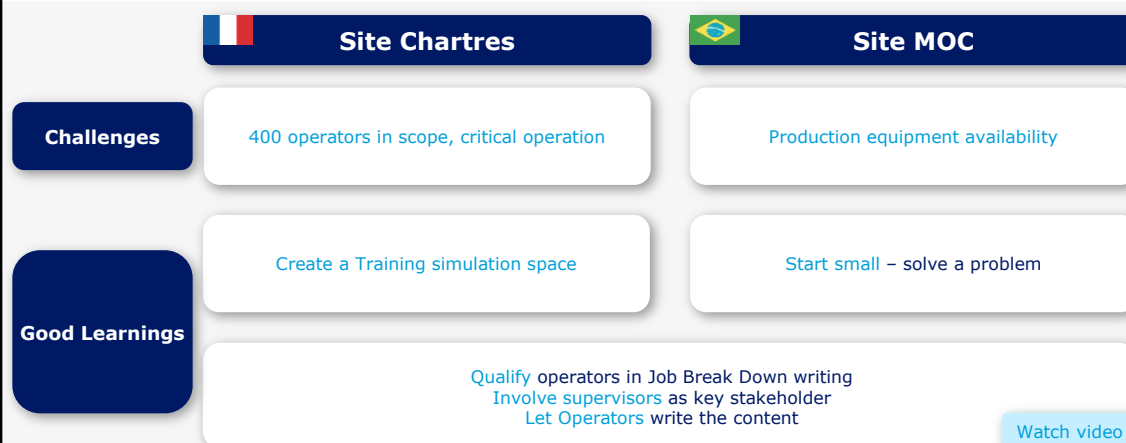 Site Chartres
Site MOC
Challenges
400 operators in scope, critical operation
Production equipment availability
Good Learnings
Create a Training simulation space
Start small – solve a problem
Qualify operators in Job Break Down writing
Involve supervisors as key stakeholder
Let Operators write the content
Watch video